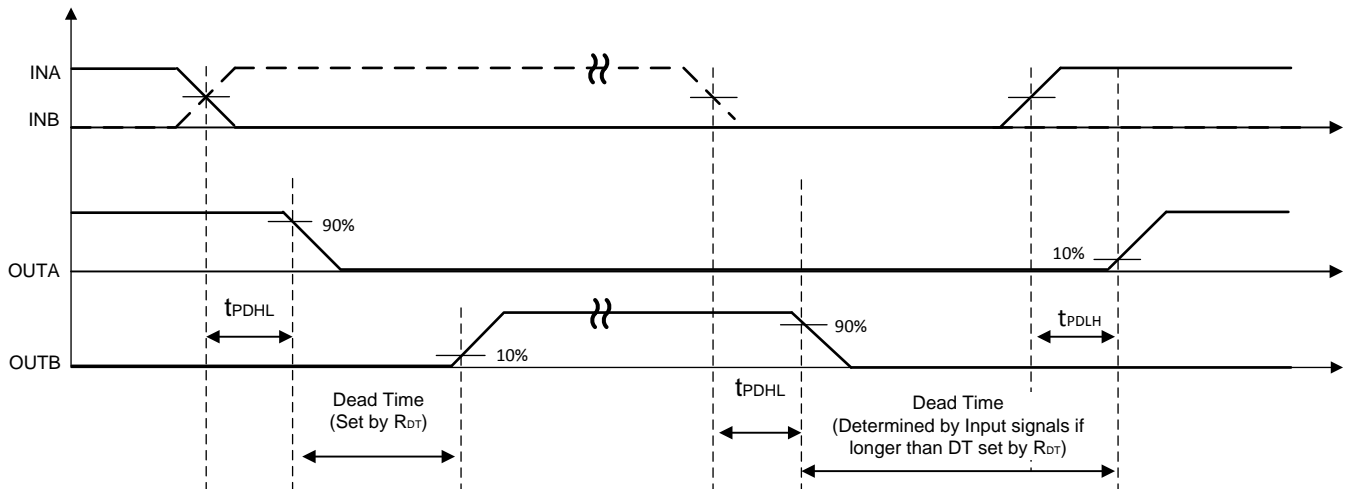 INA
INB
90%
OUTA
10%
tPDHL
tPDLH
OUTB
10%
90%
Dead Time
(Set by RDT)
tPDHL
Dead Time
(Determined by Input signals if
longer than DT set by RDT)